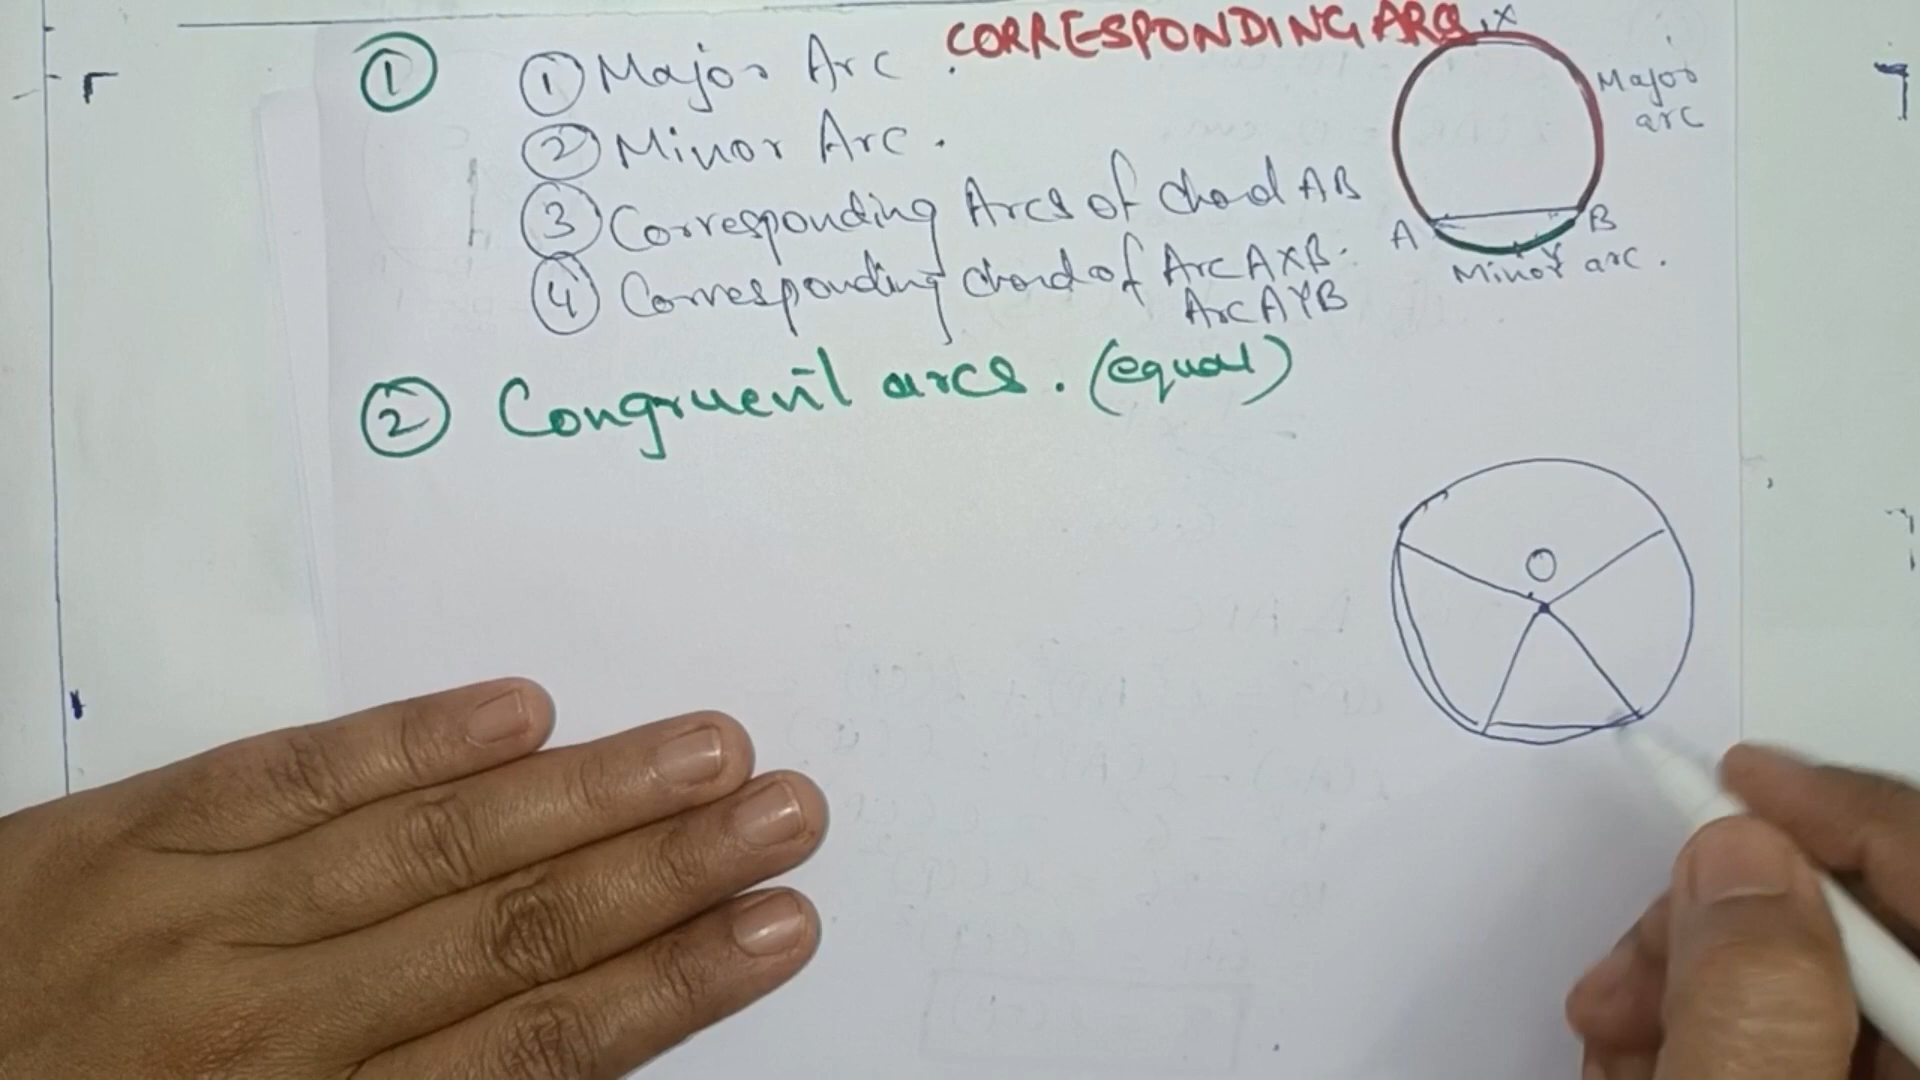 CORRESPONDING ARCS
① ① Major Arc.
② Minor Arc.
③ Corresponding Arcs of chord AB
④ Corresponding chord of Arc AXB.
Arc AYB
X
Major
arc
A
B
Y
Minor arc.
② Congruent arcs. (equal)
O